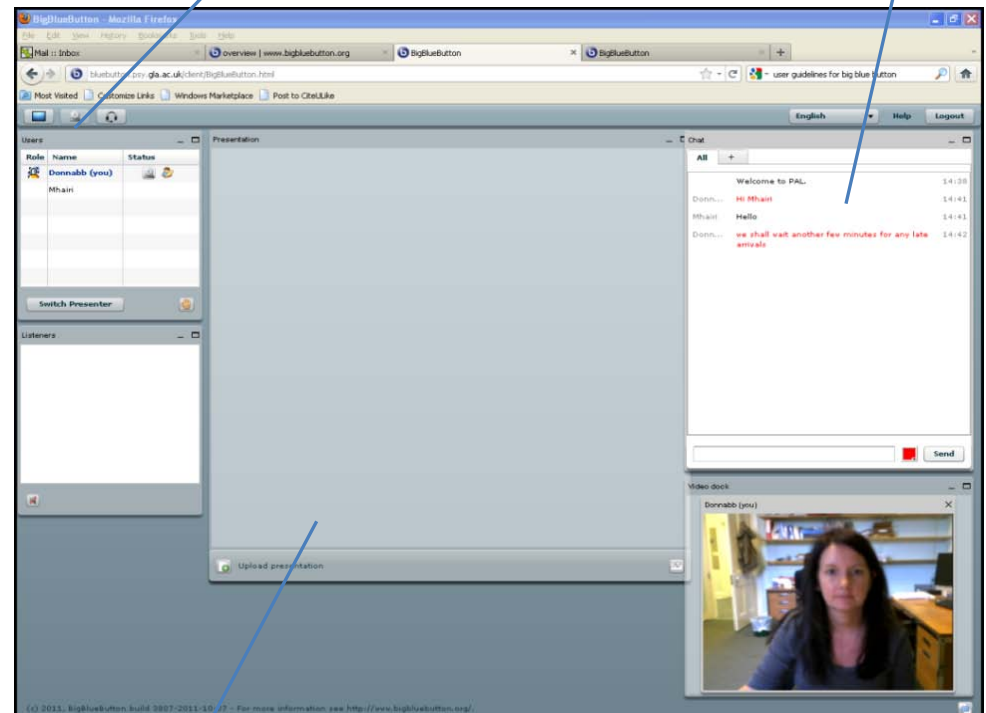 BigBlueButton - Mozilla Firefox
File Edit View History Bookmarks Tools Help
Mail :: Inbox
overview | www.bigbluebutton.org
BigBlueButton
BigBlueButton
+
.gla.ac.uk/client/BigBlueButton.html
user guidelines for big blue button
Most Visited Customize Links Windows Marketplace Post to CiteULike
English Help Logout
Users
Role Name Status
Donnabb (you)
Mhairi
Switch Presenter
Listeners
Presentation
Upload presentation
Chat
All +
Welcome to PAL. 14:38
Donn... Hi Mhairi 14:41
Mhairi Hello 14:41
Donn... we shall wait another few minutes for any late 14:42
arrivals
Send
Video dock
Donnabb (you)
(c) 2011, BigBlueButton build - For more information see http://www.bigbluebutton.org/.